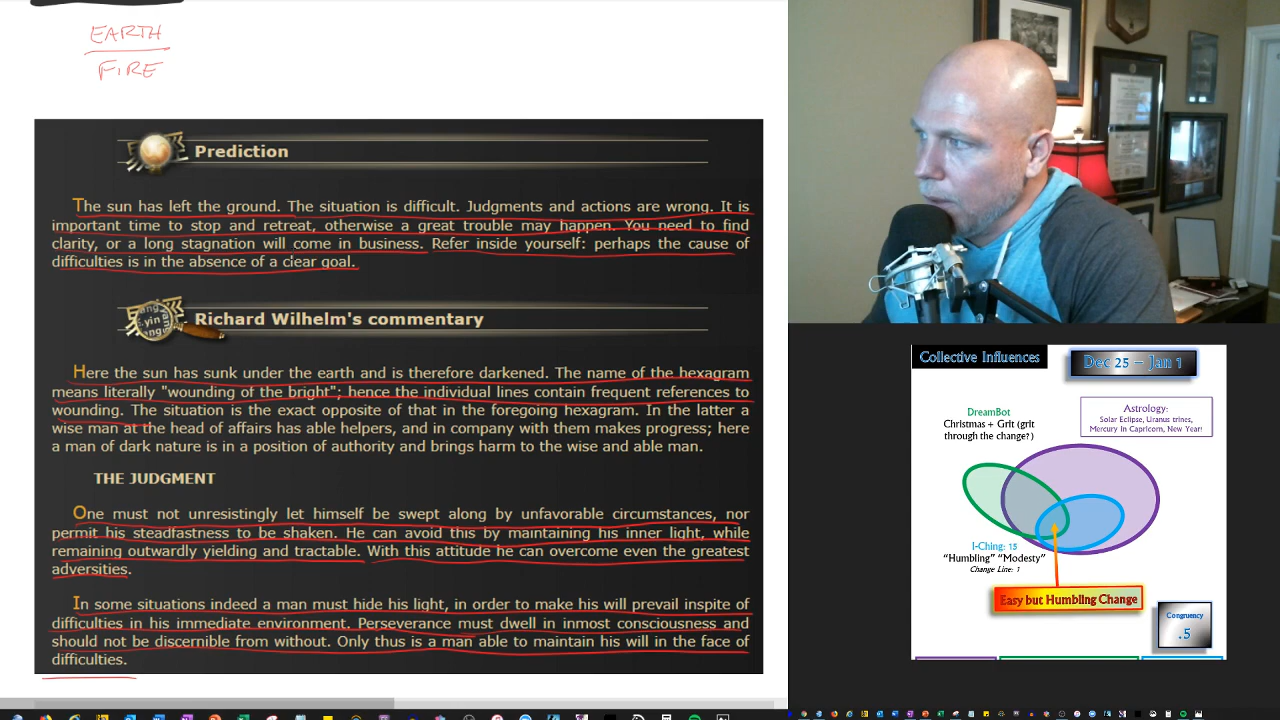 EARTH
FIRE
Prediction
The sun has left the ground. The situation is difficult. Judgments and actions are wrong. It is
important time to stop and retreat, otherwise a great trouble may happen. You need to find
clarity, or a long stagnation will come in business. Refer inside yourself: perhaps the cause of
difficulties is in the absence of a clear goal.
yin
Richard Wilhelm's commentary
Here the sun has sunk under the earth and is therefore darkened. The name of the hexagram
means literally "wounding of the bright"; hence the individual lines contain frequent references to
wounding. The situation is the exact opposite of that in the foregoing hexagram. In the latter a
wise man at the head of affairs has able helpers, and in company with them makes progress; here
a man of dark nature is in a position of authority and brings harm to the wise and able man.
THE JUDGMENT
One must not unresistingly let himself be swept along by unfavorable circumstances, nor
permit his steadfastness to be shaken. He can avoid this by maintaining his inner light, while
remaining outwardly yielding and tractable. With this attitude he can overcome even the greatest
adversities.
In some situations indeed a man must hide his light, in order to make his will prevail inspite of
difficulties in his immediate environment. Perseverance must dwell in inmost consciousness and
should not be discernible from without. Only thus is a man able to maintain his will in the face of
difficulties.
Collective Influences
Dec 25 – Jan 1
DreamBot
Christmas + Grit (grit
through the change?)
Astrology:
Solar Eclipse, Uranus trines,
Mercury in Capricorn, New Year!
I-Ching: 15
"Humbling" "Modesty"
Change Line: 1
Easy but Humbling Change
Congruency
.5